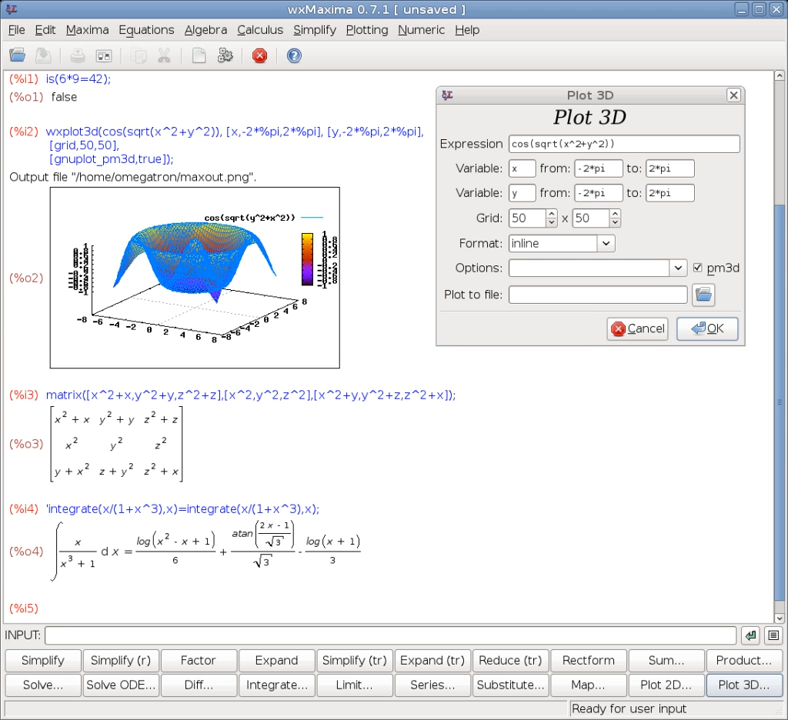 wxMaxima 0.7.1 [ unsaved ]
File Edit Maxima Equations Algebra Calculus Simplify Plotting Numeric Help
(%i1) is(6*9=42);
(%o1) false
(%i2) wxplot3d(cos(sqrt(x^2+y^2)), [x,-2*%pi,2*%pi], [y,-2*%pi,2*%pi],
[grid,50,50],
[gnuplot_pm3d,true]);
Output file "/home/omegatron/maxout.png".
(%o2)
cos(sqrt(y^2+x^2))
-8 -6 -4 -2 0 2 4 6 8
-8 -6 -4 -2 0 2 4 6 8
(%i3) matrix([x^2+x,y^2+y,z^2+z],[x^2,y^2,z^2],[x^2+y,y^2+z,z^2+x]);
(%o3)
x² + x y² + y z² + z
x² y² z²
y + x² z + y² z² + x
(%i4) 'integrate(x/(1+x^3),x)=integrate(x/(1+x^3),x);
(%o4) ∫ x / (x³ + 1) d x = log(x² - x + 1) / 6 + atan((2 x - 1) / √3) / √3 - log(x + 1) / 3
(%i5)
Plot 3D
Plot 3D
Expression cos(sqrt(x^2+y^2))
Variable: x from: -2*pi to: 2*pi
Variable: y from: -2*pi to: 2*pi
Grid: 50 x 50
Format: inline
Options: pm3d
Plot to file:
Cancel OK
INPUT:
Simplify Simplify (r) Factor Expand Simplify (tr) Expand (tr) Reduce (tr) Rectform Sum... Product...
Solve... Solve ODE... Diff... Integrate... Limit... Series... Substitute... Map... Plot 2D... Plot 3D...
Ready for user input